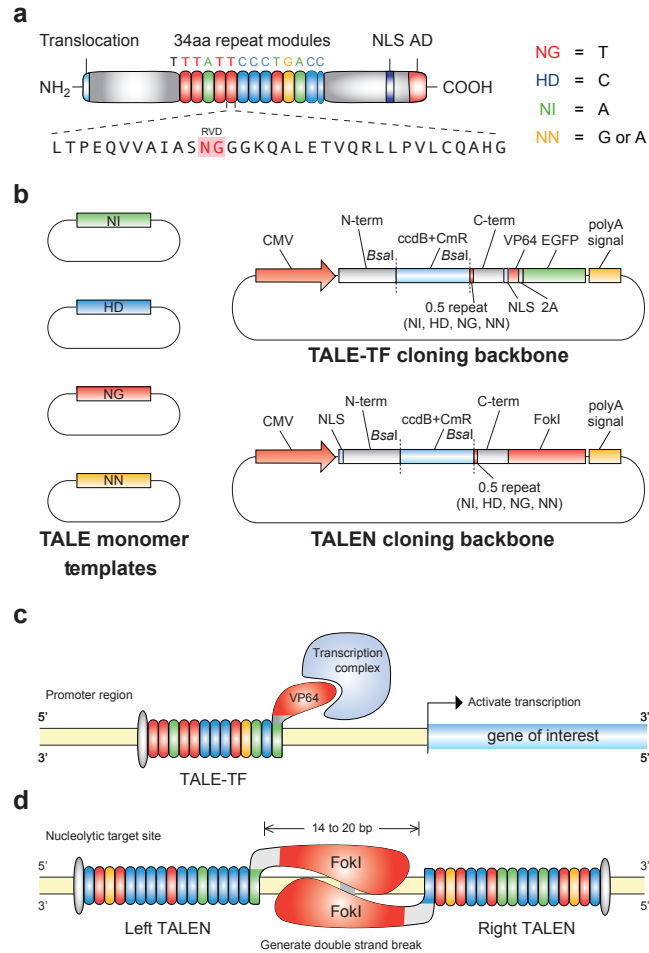 a
Translocation
34aa repeat modules
NLS AD
T TTATTCCCTGACC
NH2
COOH
NG = T
HD = C
NI = A
NN = G or A
RVD
LTPEQVVAIASNGGGKQALETVQRLLPVLCQAHG
b
NI
HD
NG
NN
TALE monomer
templates
N-term
C-term
polyA
signal
ccdB+CmR
VP64 EGFP
CMV
BsaI
BsaI
0.5 repeat
(NI, HD, NG, NN)
NLS 2A
TALE-TF cloning backbone
N-term
C-term
polyA
signal
ccdB+CmR
FokI
CMV
NLS
BsaI
BsaI
0.5 repeat
(NI, HD, NG, NN)
TALEN cloning backbone
c
Transcription
complex
VP64
Promoter region
Activate transcription
5’
3’
gene of interest
3’
5’
TALE-TF
d
14 to 20 bp
Nucleolytic target site
FokI
5’
3’
3’
5’
FokI
Left TALEN
Right TALEN
Generate double strand break